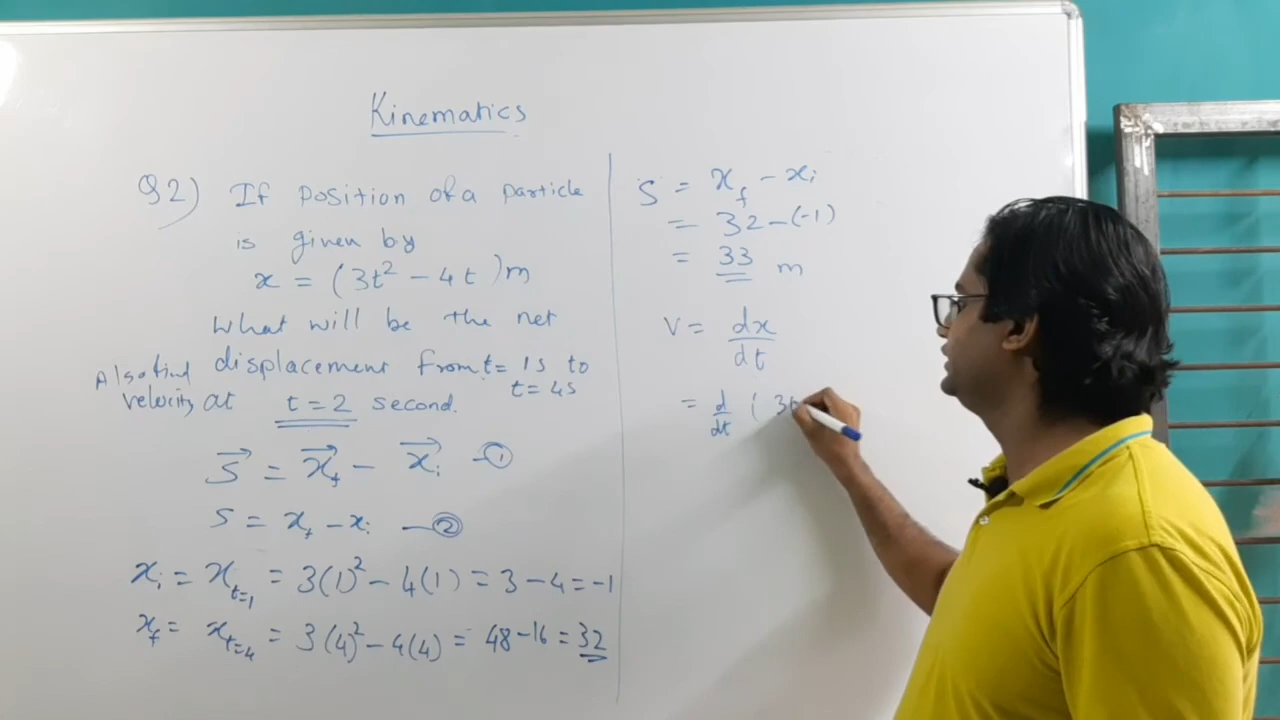 Kinematics
Q2) If position of a particle
is given by
x = (3t² - 4t) m
What will be the net
displacement from t = 1s to
t = 4s
Also find
velocity at t = 2 second.
S⃗ = x⃗f - x⃗i —①
S = xf - xi —②
xi = x t=1 = 3(1)² - 4(1) = 3 - 4 = -1
xf = x t=4 = 3(4)² - 4(4) = 48 - 16 = 32
S = xf - xi
= 32 - (-1)
= 33 m
V = dx/dt
= d/dt ( 3t